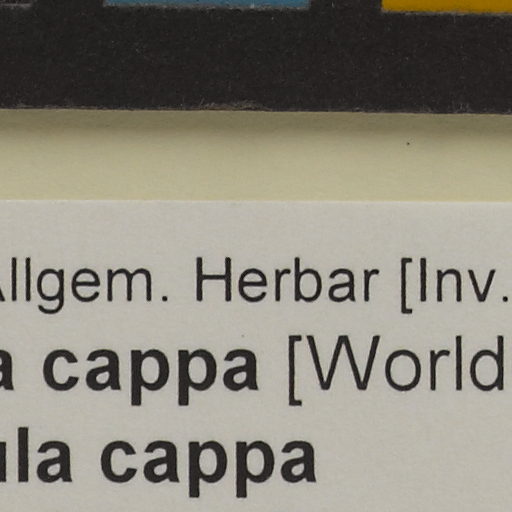 Allgem. Herbar [Inv.
a cappa [World
ula cappa